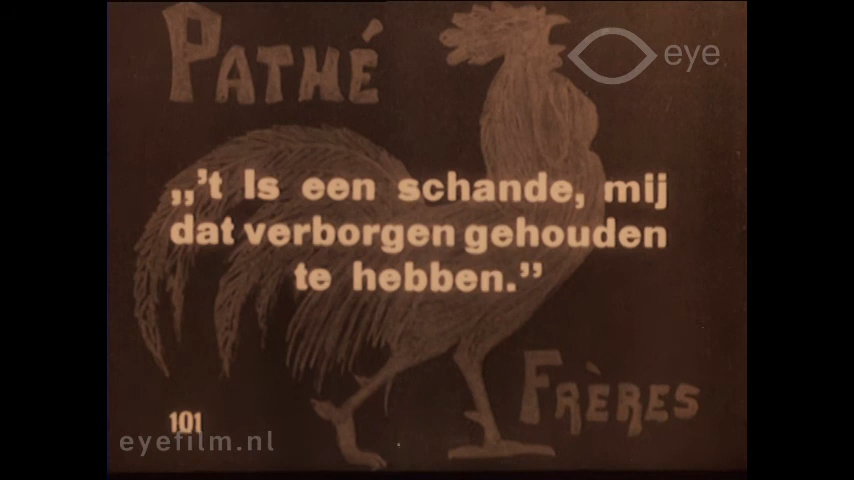 PATHÉ
eye
„'t Is een schande, mij
dat verborgen gehouden
te hebben.”
FRÈRES
101
eyefilm.nl